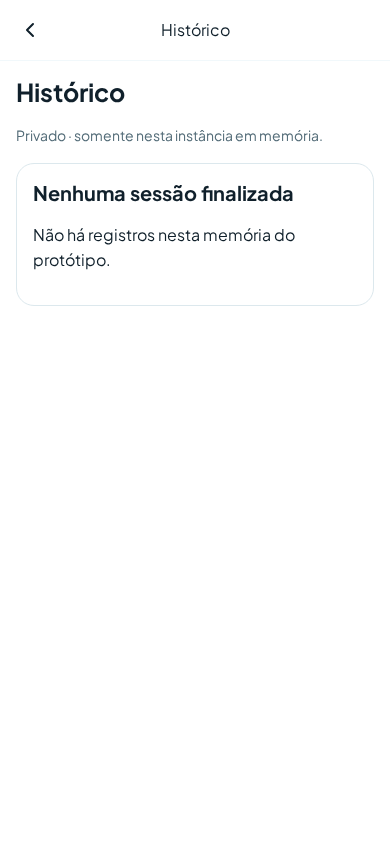 Histórico
Histórico
Privado · somente nesta instância em memória.
Nenhuma sessão finalizada
Não há registros nesta memória do
protótipo.